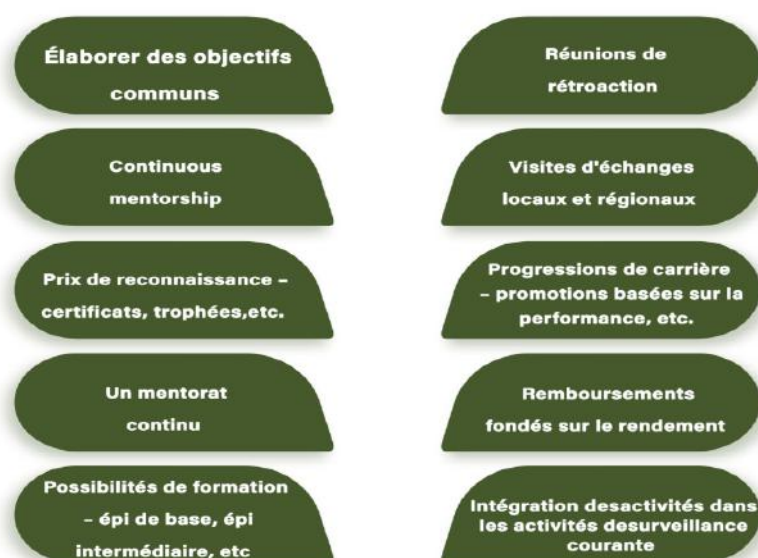 Élaborer des objectifs
communs
Réunions de
rétroaction
Continuous
mentorship
Visites d'échanges
locaux et régionaux
Prix de reconnaissance –
certificats, trophées,etc.
Progressions de carrière
– promotions basées sur la
performance, etc.
Un mentorat
continu
Remboursements
fondés sur le rendement
Possibilités de formation
– épi de base, épi
intermédiaire, etc
Intégration desactivités dans
les activités desurveillance
courante